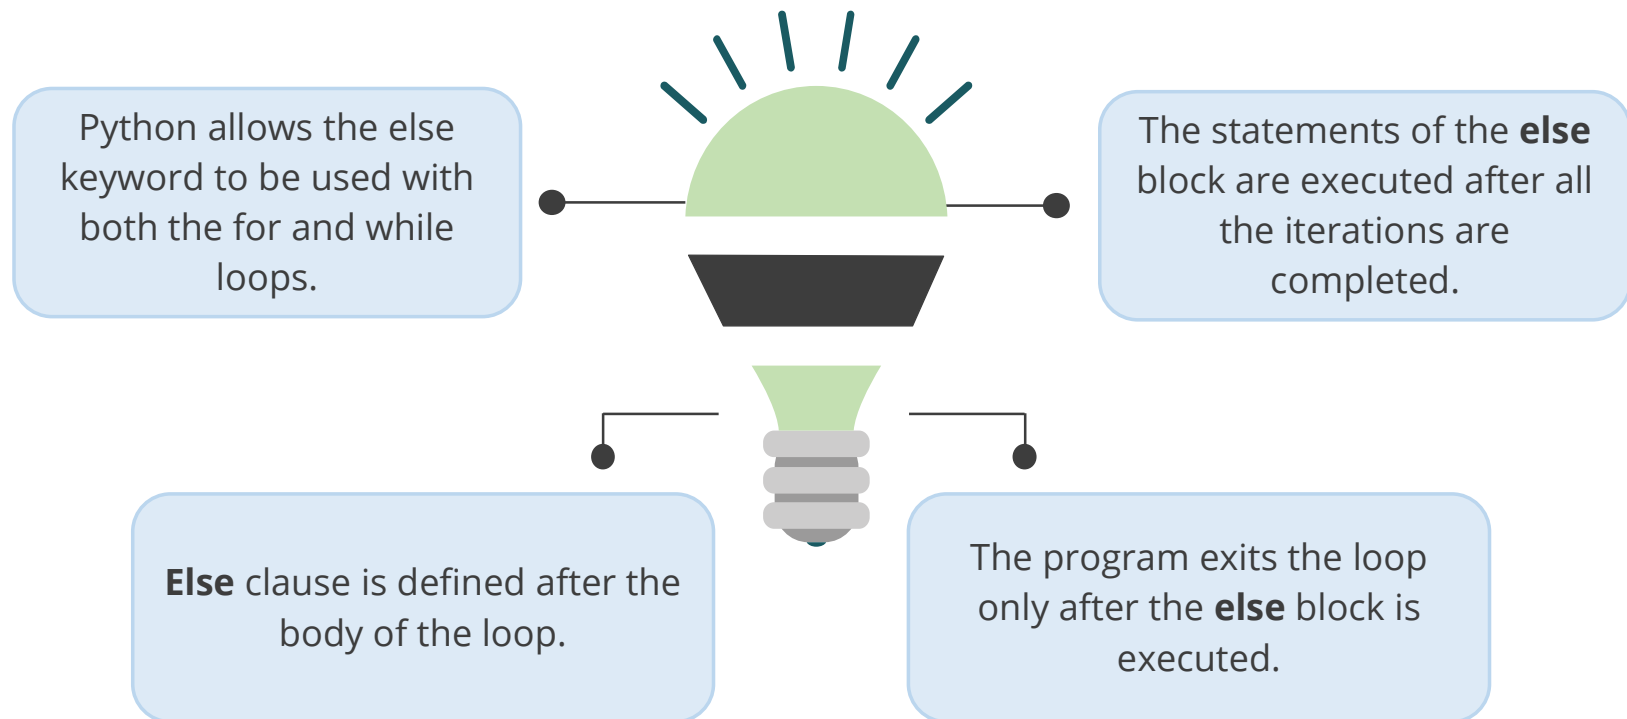 Python allows the else
keyword to be used with
both the for and while
loops.
The statements of the else
block are executed after all
the iterations are
completed.
Else clause is defined after the
body of the loop.
The program exits the loop
only after the else block is
executed.